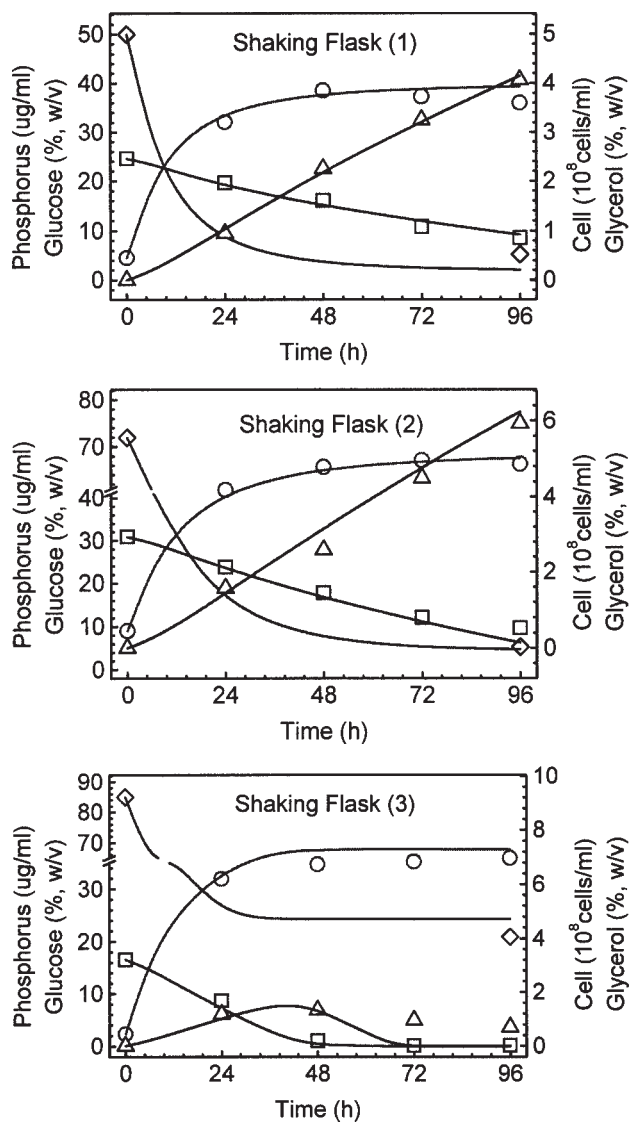 Shaking Flask (1)
Phosphorus (ug/ml)
Glucose (%, w/v)
50
40
30
20
10
0
5
4
3
2
1
0
Cell (10⁸cells/ml)
Glycerol (%, w/v)
0 24 48 72 96
Time (h)
Shaking Flask (2)
Phosphorus (ug/ml)
Glucose (%, w/v)
80
70
40
30
20
10
0
6
4
2
0
Cell (10⁸cells/ml)
Glycerol (%, w/v)
0 24 48 72 96
Time (h)
Shaking Flask (3)
Phosphorus (ug/ml)
Glucose (%, w/v)
90
80
70
30
20
10
0
10
8
6
4
2
0
Cell (10⁸cells/ml)
Glycerol (%, w/v)
0 24 48 72 96
Time (h)